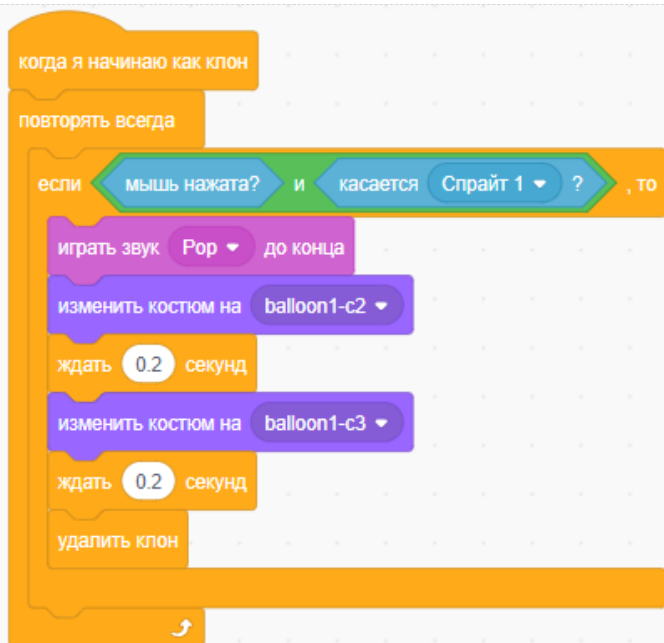 когда я начинаю как клон
повторять всегда
если мышь нажата? и касается Спрайт 1 ? , то
играть звук Pop до конца
изменить костюм на balloon1-c2
ждать 0.2 секунд
изменить костюм на balloon1-c3
ждать 0.2 секунд
удалить клон